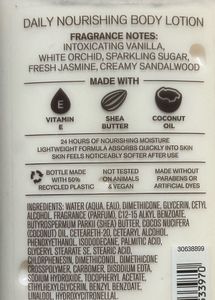 DAILY NOURISHING BODY LOTION
FRAGRANCE NOTES:
INTOXICATING VANILLA,
WHITE ORCHID, SPARKLING SUGAR,
FRESH JASMINE, CREAMY SANDALWOOD
MADE WITH
E
VITAMIN
E
SHEA
BUTTER
COCONUT
OIL
24 HOURS OF NOURISHING MOISTURE
LIGHTWEIGHT FORMULA ABSORBS QUICKLY INTO SKIN
SKIN FEELS NOTICEABLY SOFTER AFTER USE
BOTTLE MADE
WITH 50%
RECYCLED PLASTIC
NOT TESTED
ON ANIMALS
& VEGAN
MADE WITHOUT
PARABENS OR
ARTIFICIAL DYES
INGREDIENTS: WATER (AQUA, EAU), DIMETHICONE, GLYCERIN, CETYL
ALCOHOL, FRAGRANCE (PARFUM), C12-15 ALKYL BENZOATE,
BUTYROSPERMUM PARKII (SHEA) BUTTER, COCOS NUCIFERA
(COCONUT) OIL, CETEARYL ALCOHOL,
PHENOXYETHANOL, ISODODECANE, PALMITIC ACID,
GLYCERYL STEARATE SE, STEARIC ACID,
CHLORPHENESIN, DIMETHICONOL, DIMETHICONE
CROSSPOLYMER, CARBOMER, DISODIUM EDTA,
SODIUM HYDROXIDE, TOCOPHERYL ACETATE,
ETHYLHEXYLGLYCERIN, BENZYL BENZOATE,
LINALOOL, HYDROXYCITRONELLAL.
30638899
533970